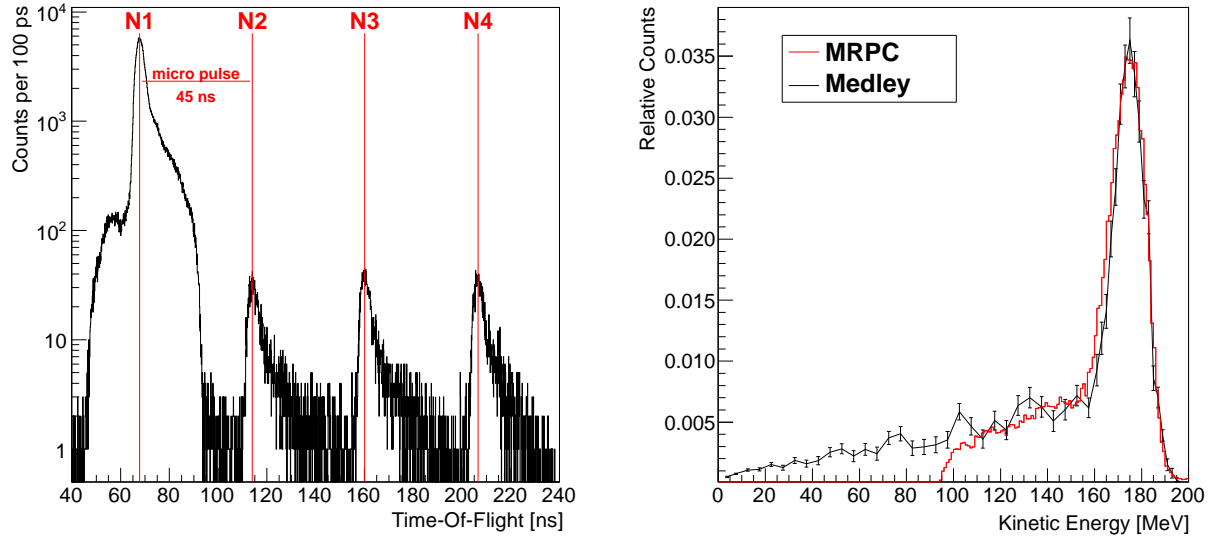 N1 N2 N3 N4
micro pulse
45 ns
Counts per 100 ps
10^4
10^3
10^2
10
1
40 60 80 100 120 140 160 180 200 220 240
Time-Of-Flight [ns]
MRPC
Medley
Relative Counts
0.035
0.030
0.025
0.020
0.015
0.010
0.005
0 20 40 60 80 100 120 140 160 180 200
Kinetic Energy [MeV]